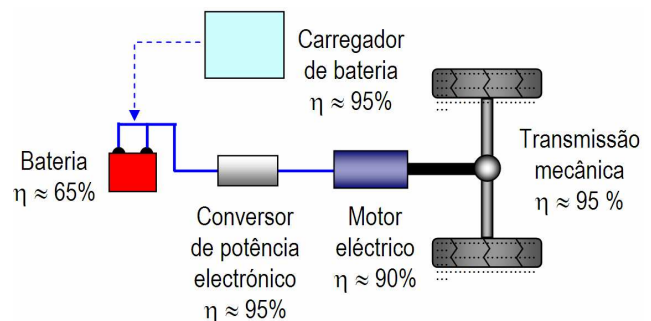 Carregador
de bateria
η ≈ 95%
Bateria
η ≈ 65%
Conversor
de potência
electrónico
η ≈ 95%
Motor
eléctrico
η ≈ 90%
Transmissão
mecânica
η ≈ 95 %